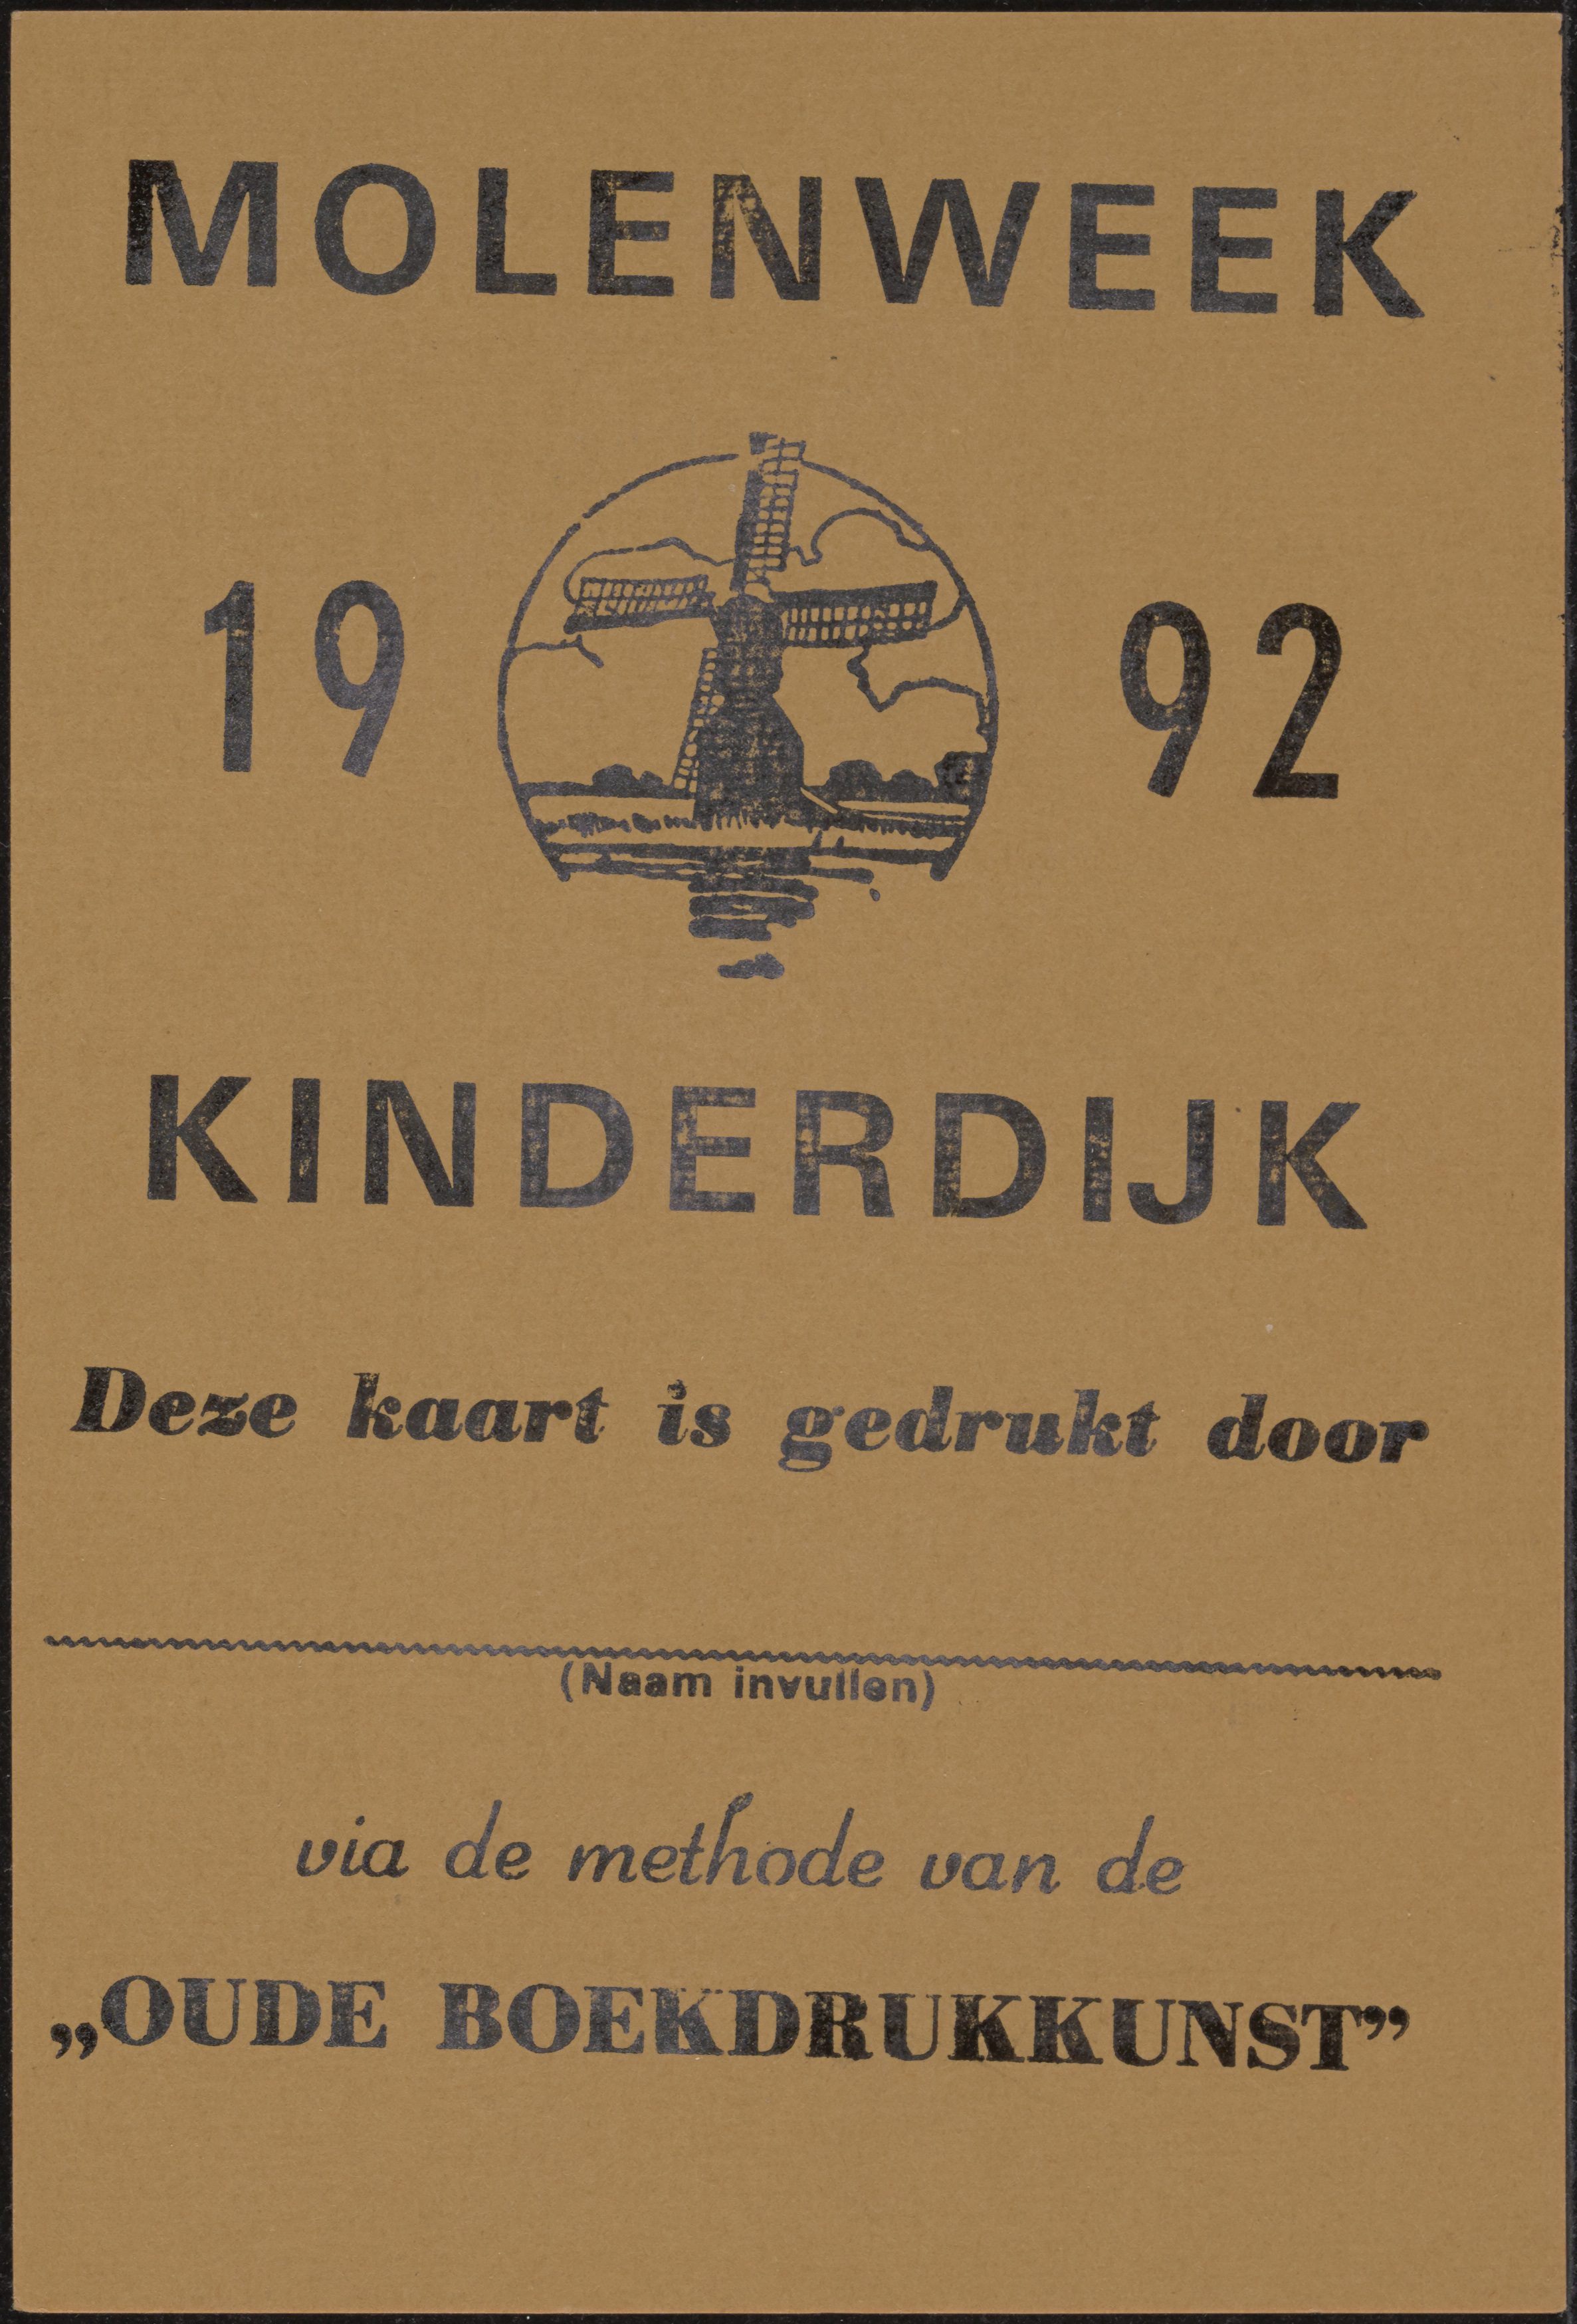 MOLENWEEK
19 92
KINDERDIJK
Deze kaart is gedrukt door
(Naam invullen)
via de methode van de
„OUDE BOEKDRUKKUNST”